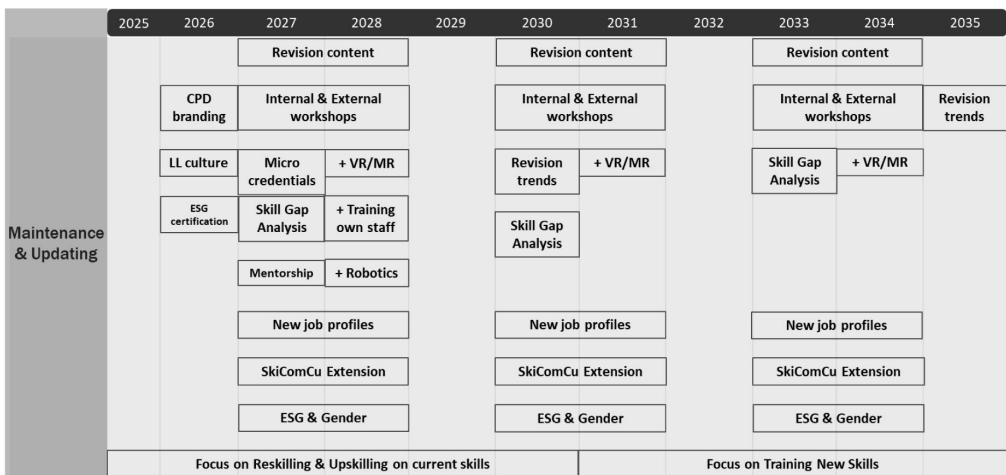 2025 2026 2027 2028 2029 2030 2031 2032 2033 2034 2035
Maintenance
& Updating
Revision content Revision content Revision content
CPD
branding
Internal & External
workshops
Internal & External
workshops
Internal & External
workshops
Revision
trends
LL culture
Micro
credentials
+ VR/MR
Revision
trends
+ VR/MR
Skill Gap
Analysis
+ VR/MR
ESG
certification
Skill Gap
Analysis
+ Training
own staff
Skill Gap
Analysis
Mentorship + Robotics
New job profiles New job profiles New job profiles
SkiComCu Extension SkiComCu Extension SkiComCu Extension
ESG & Gender ESG & Gender ESG & Gender
Focus on Reskilling & Upskilling on current skills Focus on Training New Skills